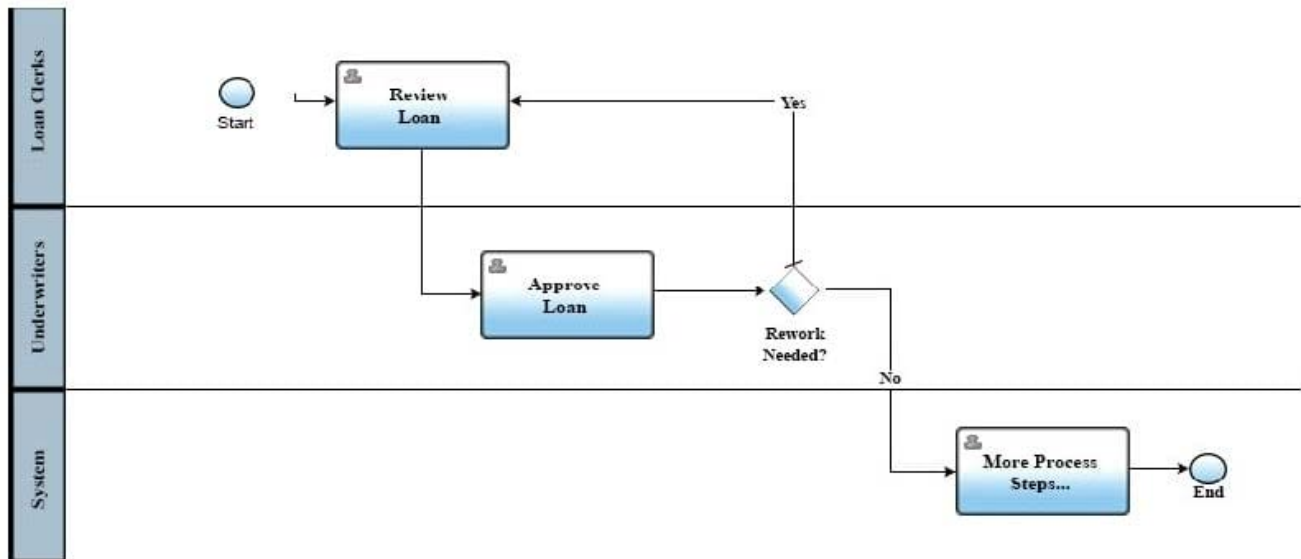 Loan Clerks
Start
Review
Loan
Yes
Underwriters
Approve
Loan
Rework
Needed?
No
System
More Process
Steps...
End